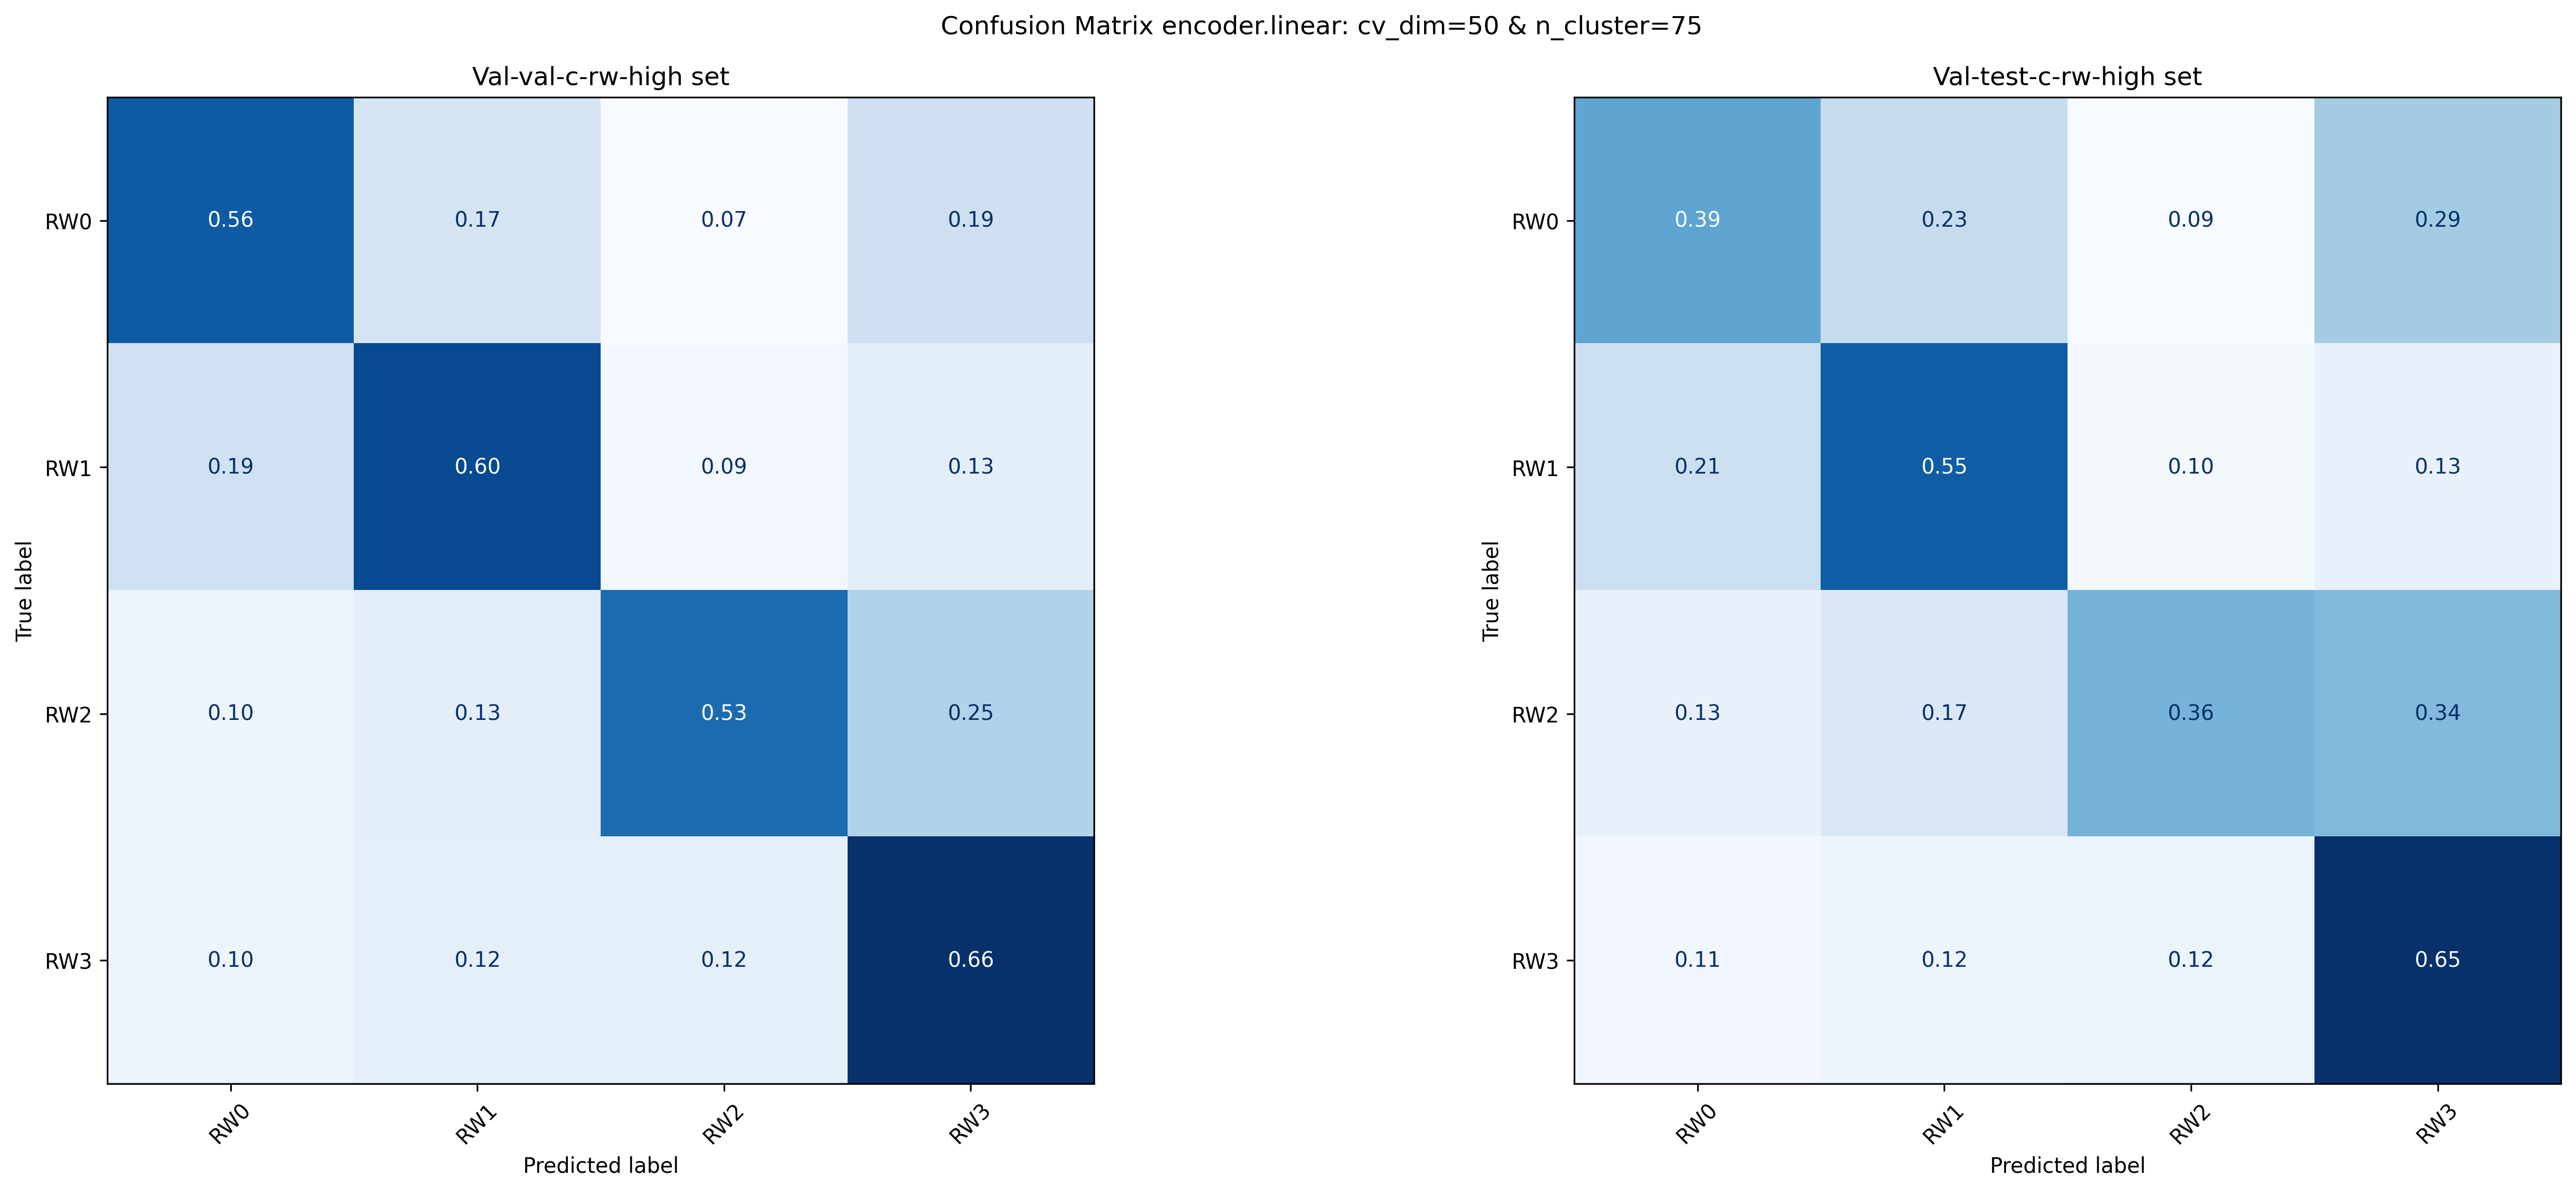 Confusion Matrix encoder.linear: cv_dim=50 & n_cluster=75
Val-val-c-rw-high set
True label
RW0 0.56 0.17 0.07 0.19
RW1 0.19 0.60 0.09 0.13
RW2 0.10 0.13 0.53 0.25
RW3 0.10 0.12 0.12 0.66
RW0 RW1 RW2 RW3
Predicted label
Val-test-c-rw-high set
True label
RW0 0.39 0.23 0.09 0.29
RW1 0.21 0.55 0.10 0.13
RW2 0.13 0.17 0.36 0.34
RW3 0.11 0.12 0.12 0.65
RW0 RW1 RW2 RW3
Predicted label